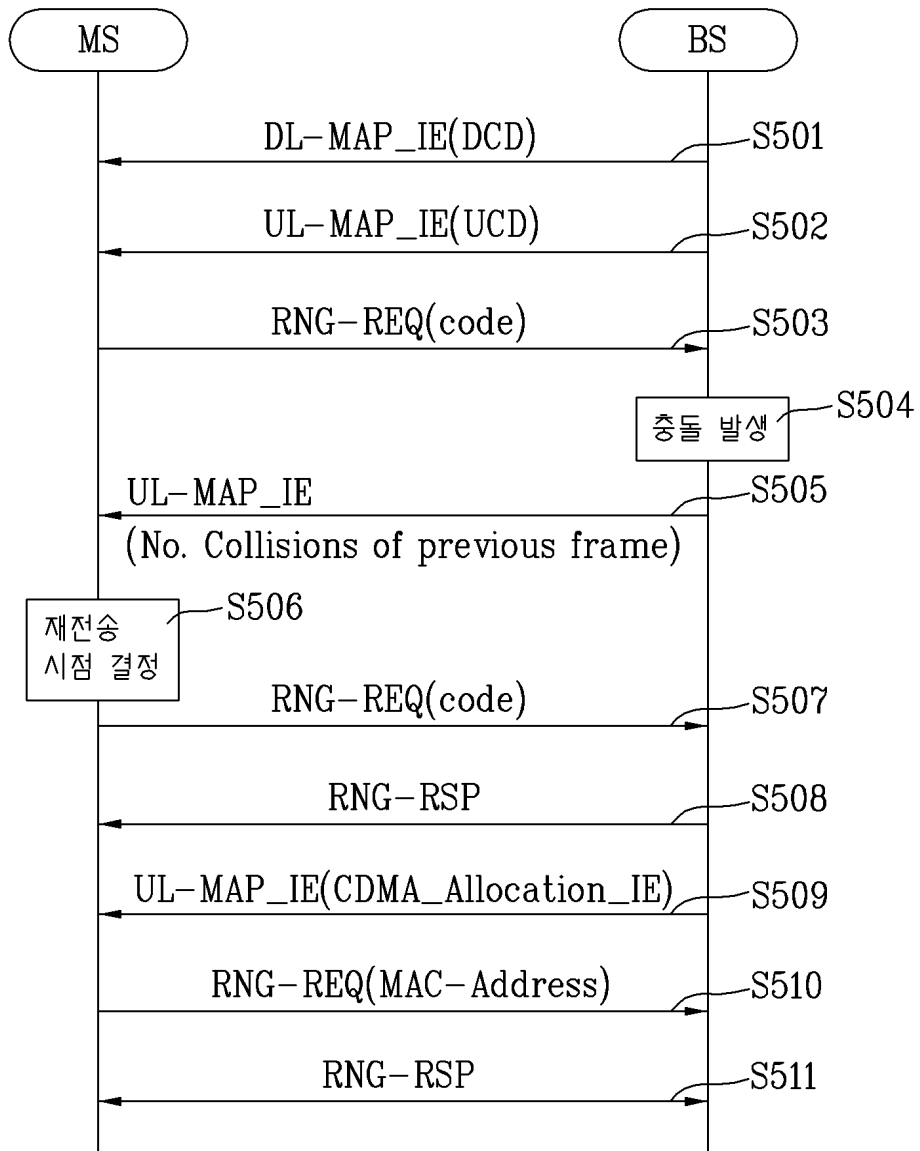 MS
BS
DL-MAP_IE(DCD)
S501
UL-MAP_IE(UCD)
S502
RNG-REQ(code)
S503
충돌 발생
S504
UL-MAP_IE
S505
(No. Collisions of previous frame)
재전송
시점 결정
S506
RNG-REQ(code)
S507
RNG-RSP
S508
UL-MAP_IE(CDMA_Allocation_IE)
S509
RNG-REQ(MAC-Address)
S510
RNG-RSP
S511